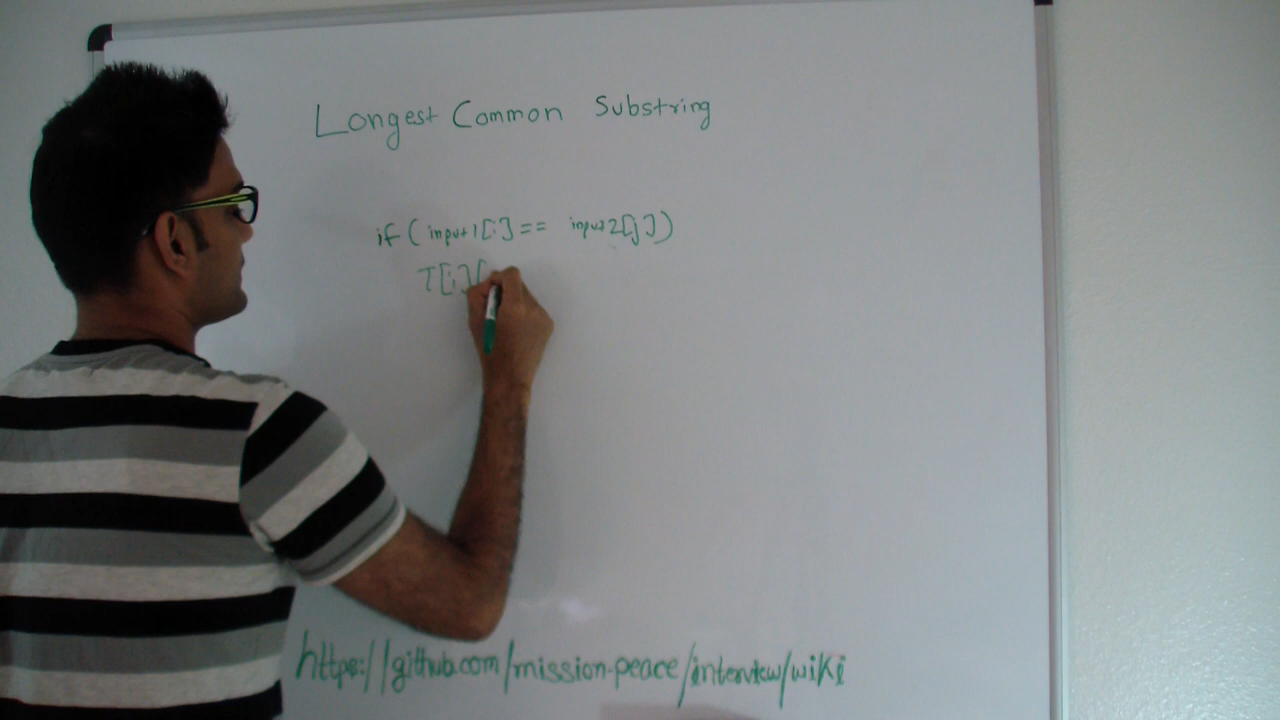 Longest Common Substring
if ( input1[i] == input2[j])
T[i][
https://github.com/mission-peace/interview/wiki